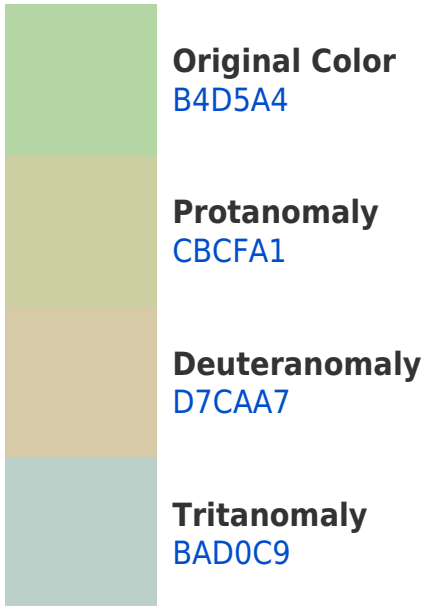 Original Color
B4D5A4
Protanomaly
CBCFA1
Deuteranomaly
D7CAA7
Tritanomaly
BAD0C9